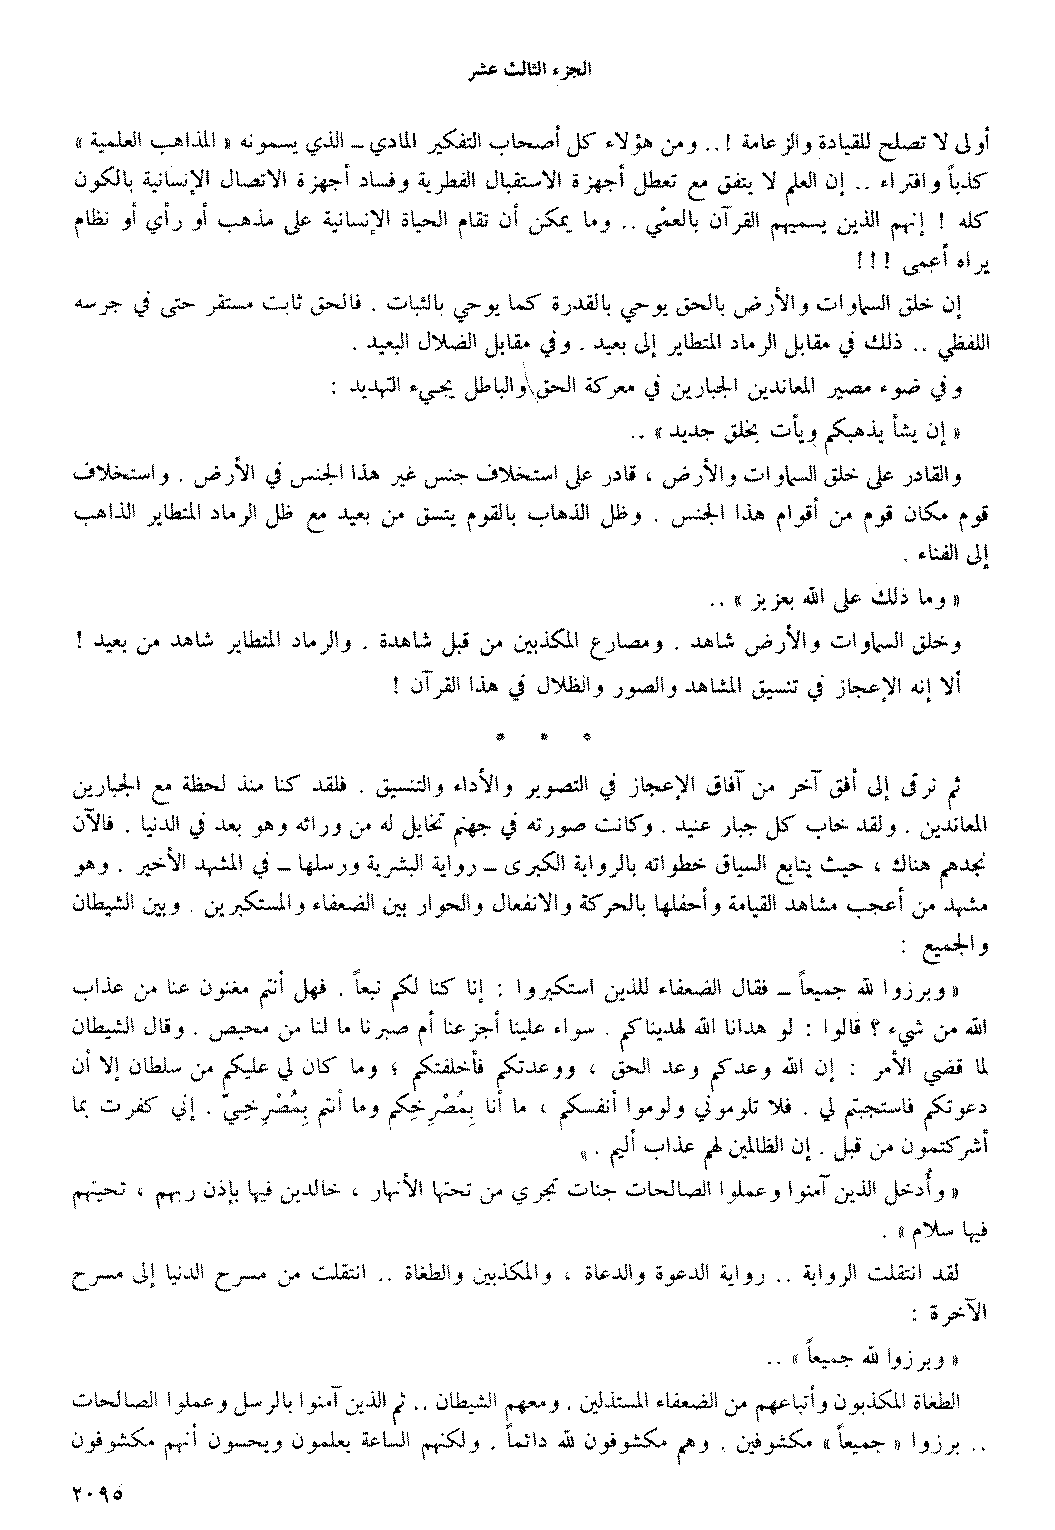 الجزء الثالث عشر
أولى لا تصلح للقيادة والزعامة !.. ومن هؤلاء كل أصحاب التفكير المادي – الذي يسمونه « المذاهب العلمية »
كذباً وافتراء .. إن العلم لا يتفق مع تعطل أجهزة الاستقبال الفطرية وفساد أجهزة الاتصال الإنسانية بالكون
كله ! إنهم الذين يسميهم القرآن بالعمْي .. وما يمكن أن تقام الحياة الإنسانية على مذهب أو رأي أو نظام
يراه أعمى !!!
إن خلق السماوات والأرض بالحق يوحي بالقدرة كما يوحي بالثبات . فالحق ثابت مستقر حتى في جرسه
اللفظي .. ذلك في مقابل الرماد المتطاير إلى بعيد . وفي مقابل الضلال البعيد .
وفي ضوء مصير المعاندين الجبارين في معركة الحق والباطل يجيء التهديد :
« إن يشأ يذهبكم ويأت بخلق جديد » ..
والقادر على خلق السماوات والأرض ، قادر على استخلاف جنس غير هذا الجنس في الأرض . واستخلاف
قوم مكان قوم من أقوام هذا الجنس . وظل الذهاب بالقوم يتسق من بعيد مع ظل الرماد المتطاير الذاهب
إلى الفناء .
« وما ذلك على الله بعزيز » ..
وخلق السماوات والأرض شاهد . ومصارع المكذبين من قبل شاهدة . والرماد المتطاير شاهد من بعيد !
ألا إنه الإعجاز في تنسيق المشاهد والصور والظلال في هذا القرآن !
* * *
ثم نرقى إلى أفق آخر من آفاق الإعجاز في التصوير والأداء والتنسيق . فلقد كنا منذ لحظة مع الجبارين
المعاندين . ولقد خاب كل جبار عنيد . وكانت صورته في جهنم تخايل له من ورائه وهو بعد في الدنيا . فالآن
نجدهم هناك ، حيث يتابع السياق خطواته بالرواية الكبرى – رواية البشرية ورسلها – في المشهد الأخير . وهو
مشهد من أعجب مشاهد القيامة وأحفلها بالحركة والانفعال والحوار بين الضعفاء والمستكبرين . وبين الشيطان
والجميع :
« وبرزوا لله جميعاً – فقال الضعفاء للذين استكبروا : إنا كنا لكم تبعاً . فهل أنتم مغنون عنا من عذاب
الله من شيء ؟ قالوا : لو هدانا الله لهديناكم . سواء علينا أجزعنا أم صبرنا ما لنا من محيص . وقال الشيطان
لما قضي الأمر : إن الله وعدكم وعد الحق ، ووعدتكم فأخلفتكم ؛ وما كان لي عليكم من سلطان إلا أن
دعوتكم فاستجبتم لي . فلا تلوموني ولوموا أنفسكم ، ما أنا بِمُصْرِخِكم وما أنتم بِمُصْرِخِيّ . إني كفرت بما
أشركتمون من قبل . إن الظالمين لهم عذاب أليم . »
« وأُدخل الذين آمنوا وعملوا الصالحات جنات تجري من تحتها الأنهار ، خالدين فيها بإذن ربهم ، تحيتهم
فيها سلام » .
لقد انتقلت الرواية .. رواية الدعوة والدعاة ، والمكذبين والطغاة .. انتقلت من مسرح الدنيا إلى مسرح
الآخرة :
« وبرزوا لله جميعاً » ..
الطغاة المكذبون وأتباعهم من الضعفاء المستذلين . ومعهم الشيطان .. ثم الذين آمنوا بالرسل وعملوا الصالحات
.. برزوا « جميعاً » مكشوفين . وهم مكشوفون لله دائماً . ولكنهم الساعة يعلمون ويحسون أنهم مكشوفون
٢٠٩٥